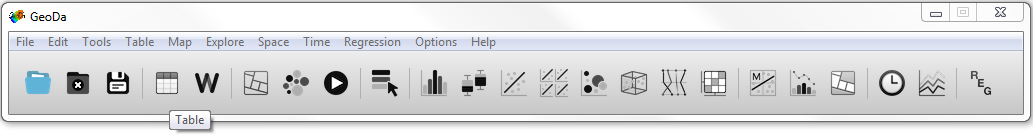 GeoDa
File Edit Tools Table Map Explore Space Time Regression Options Help
W M REG
Table